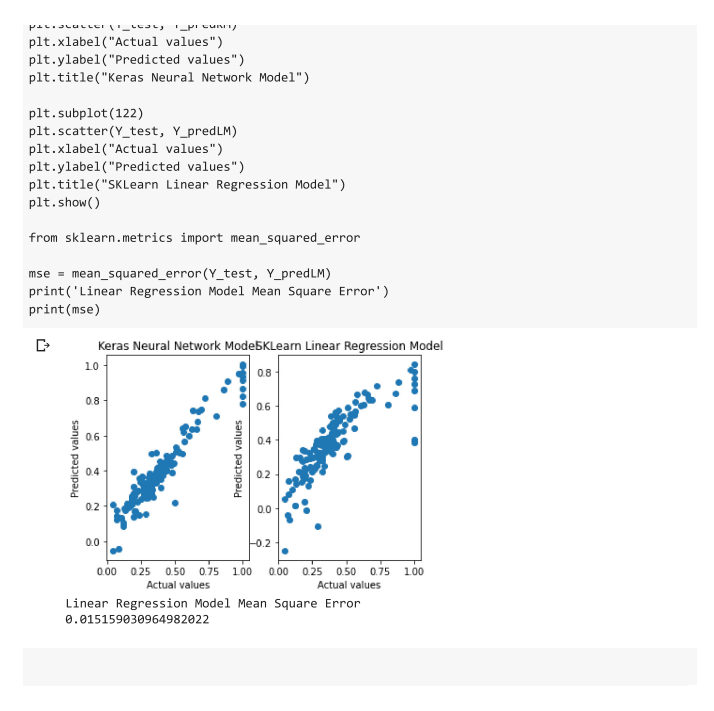 plt.scatter(Y_test, Y_predKM)
plt.xlabel("Actual values")
plt.ylabel("Predicted values")
plt.title("Keras Neural Network Model")
plt.subplot(122)
plt.scatter(Y_test, Y_predLM)
plt.xlabel("Actual values")
plt.ylabel("Predicted values")
plt.title("SKLearn Linear Regression Model")
plt.show()
from sklearn.metrics import mean_squared_error
mse = mean_squared_error(Y_test, Y_predLM)
print('Linear Regression Model Mean Square Error')
print(mse)
Keras Neural Network Model
1.0
0.8
0.6
0.4
0.2
0.0
Predicted values
0.00 0.25 0.50 0.75 1.00
Actual values
SKLearn Linear Regression Model
0.8
0.6
0.4
0.2
0.0
−0.2
Predicted values
0.00 0.25 0.50 0.75 1.00
Actual values
Linear Regression Model Mean Square Error
0.015159030964982022